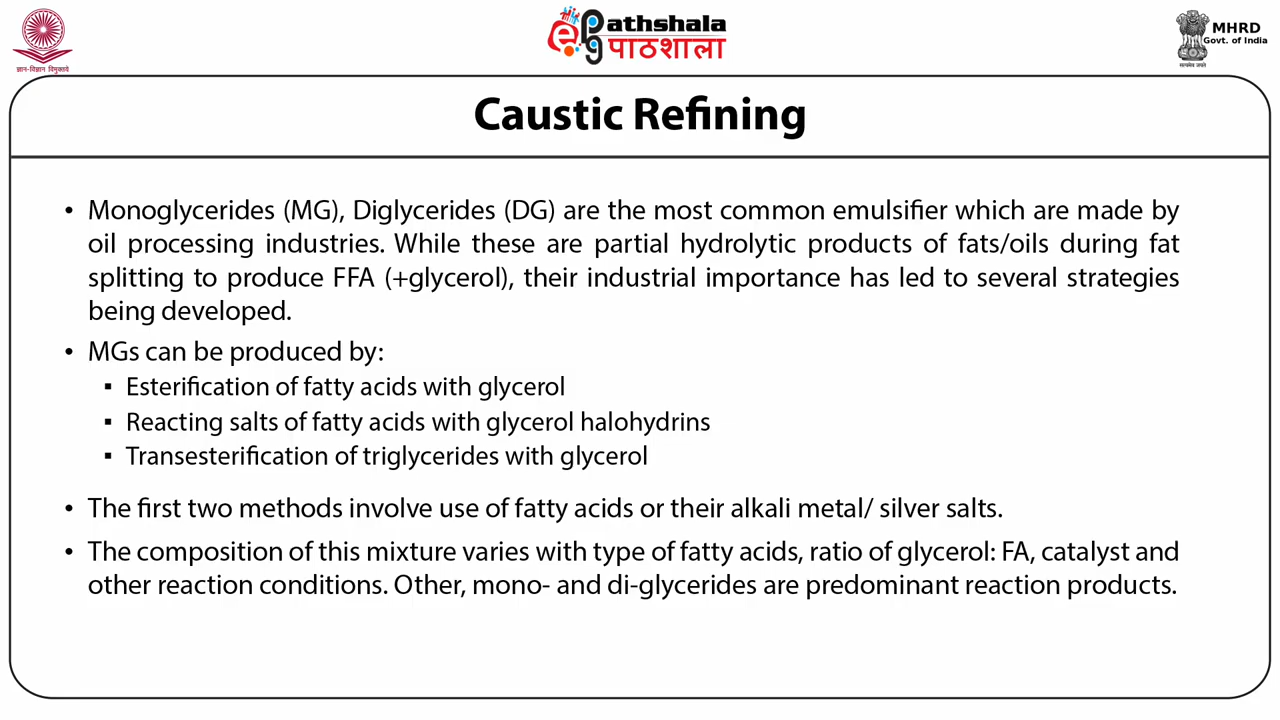 ज्ञान-विज्ञान विमुक्तये
epg
athshala
पाठशाला
MHRD
Govt. of India
सत्यमेव जयते
Caustic Refining
• Monoglycerides (MG), Diglycerides (DG) are the most common emulsifier which are made by
oil processing industries. While these are partial hydrolytic products of fats/oils during fat
splitting to produce FFA (+glycerol), their industrial importance has led to several strategies
being developed.
• MGs can be produced by:
▪ Esterification of fatty acids with glycerol
▪ Reacting salts of fatty acids with glycerol halohydrins
▪ Transesterification of triglycerides with glycerol
• The first two methods involve use of fatty acids or their alkali metal/ silver salts.
• The composition of this mixture varies with type of fatty acids, ratio of glycerol: FA, catalyst and
other reaction conditions. Other, mono- and di-glycerides are predominant reaction products.